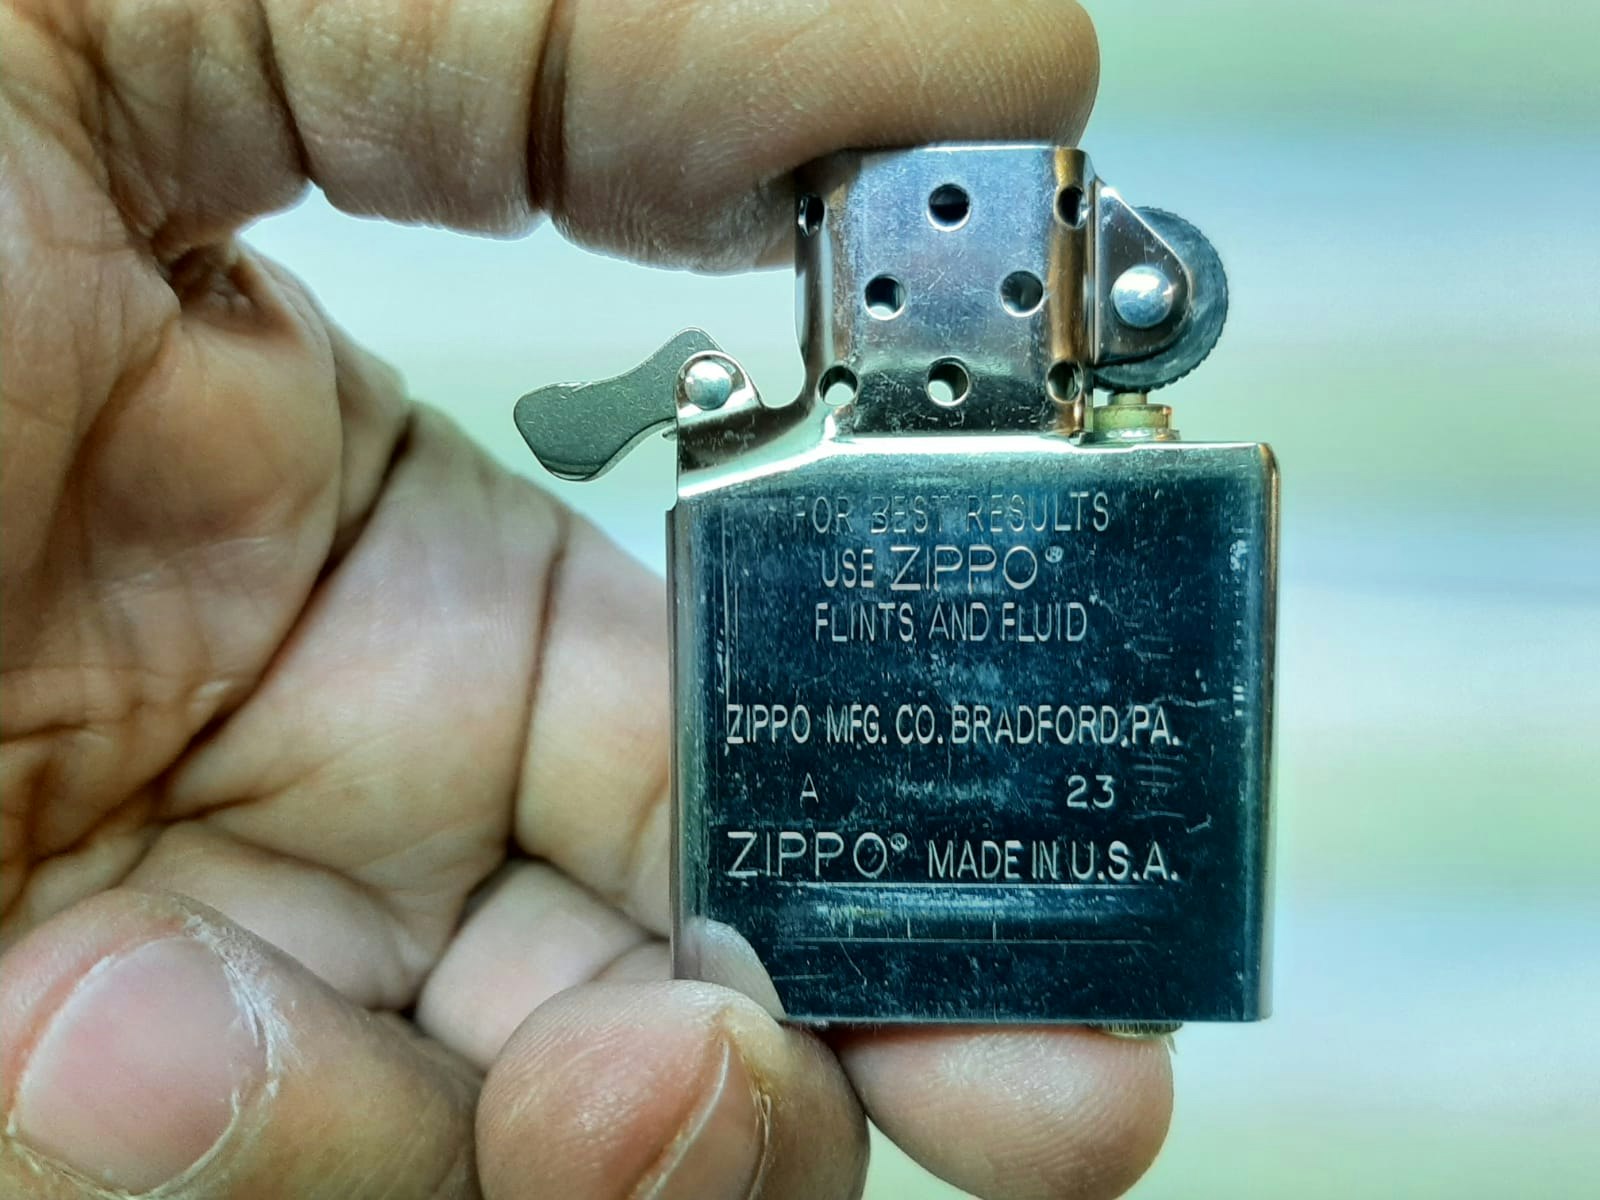 FOR BEST RESULTS
USE ZIPPO®
FLINTS AND FLUID
ZIPPO MFG. CO. BRADFORD, PA.
A 23
ZIPPO® MADE IN U.S.A.